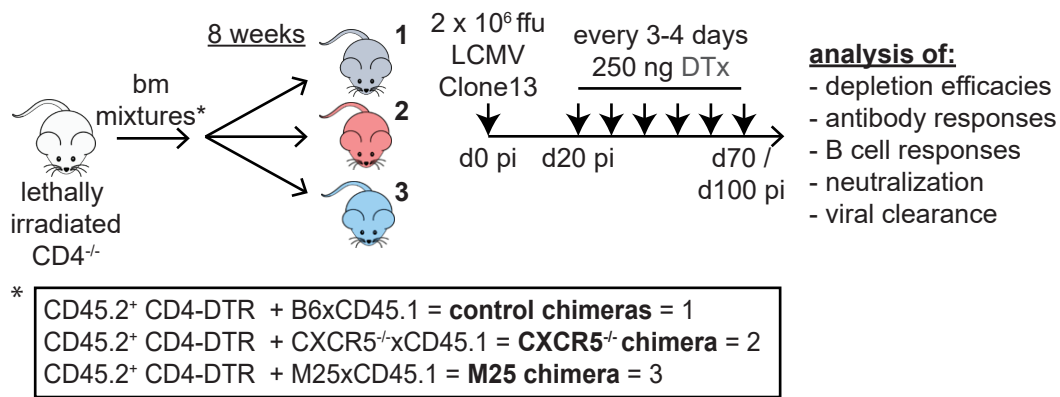 bm
mixtures*
lethally
irradiated
CD4-/-
8 weeks
1
2
3
2 x 10⁶ ffu
LCMV
Clone13
every 3-4 days
250 ng DTx
d0 pi
d20 pi
d70 /
d100 pi
analysis of:
- depletion efficacies
- antibody responses
- B cell responses
- neutralization
- viral clearance
*
CD45.2⁺ CD4-DTR + B6xCD45.1 = control chimeras = 1
CD45.2⁺ CD4-DTR + CXCR5-/-xCD45.1 = CXCR5-/- chimera = 2
CD45.2⁺ CD4-DTR + M25xCD45.1 = M25 chimera = 3